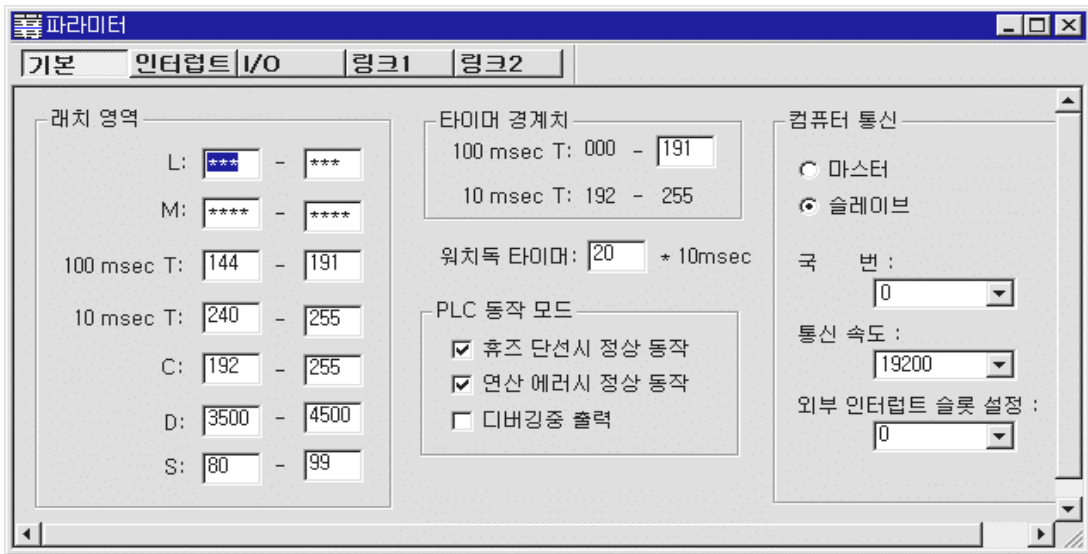 파라미터
기본 인터럽트 I/O 링크1 링크2
래치 영역
L: *** - ***
M: **** - ****
100 msec T: 144 - 191
10 msec T: 240 - 255
C: 192 - 255
D: 3500 - 4500
S: 80 - 99
타이머 경계치
100 msec T: 000 - 191
10 msec T: 192 - 255
워치독 타이머: 20 * 10msec
PLC 동작 모드
휴즈 단선시 정상 동작
연산 에러시 정상 동작
디버깅중 출력
컴퓨터 통신
마스터
슬레이브
국 번 :
0
통신 속도 :
19200
외부 인터럽트 슬롯 설정 :
0